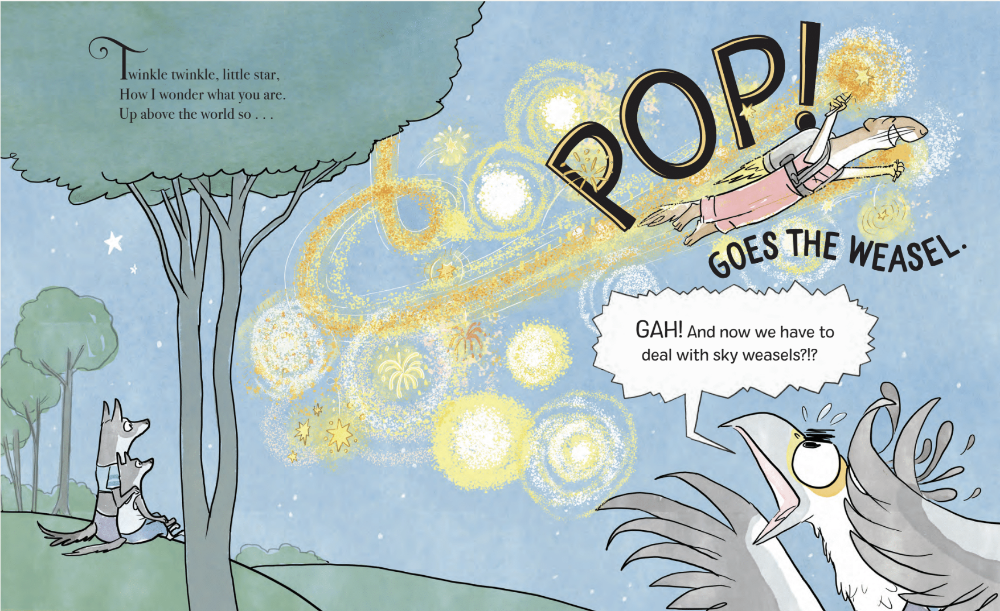 Twinkle twinkle, little star,
How I wonder what you are.
Up above the world so . . .
POP!
GOES THE WEASEL.
GAH! And now we have to
deal with sky weasels?!?